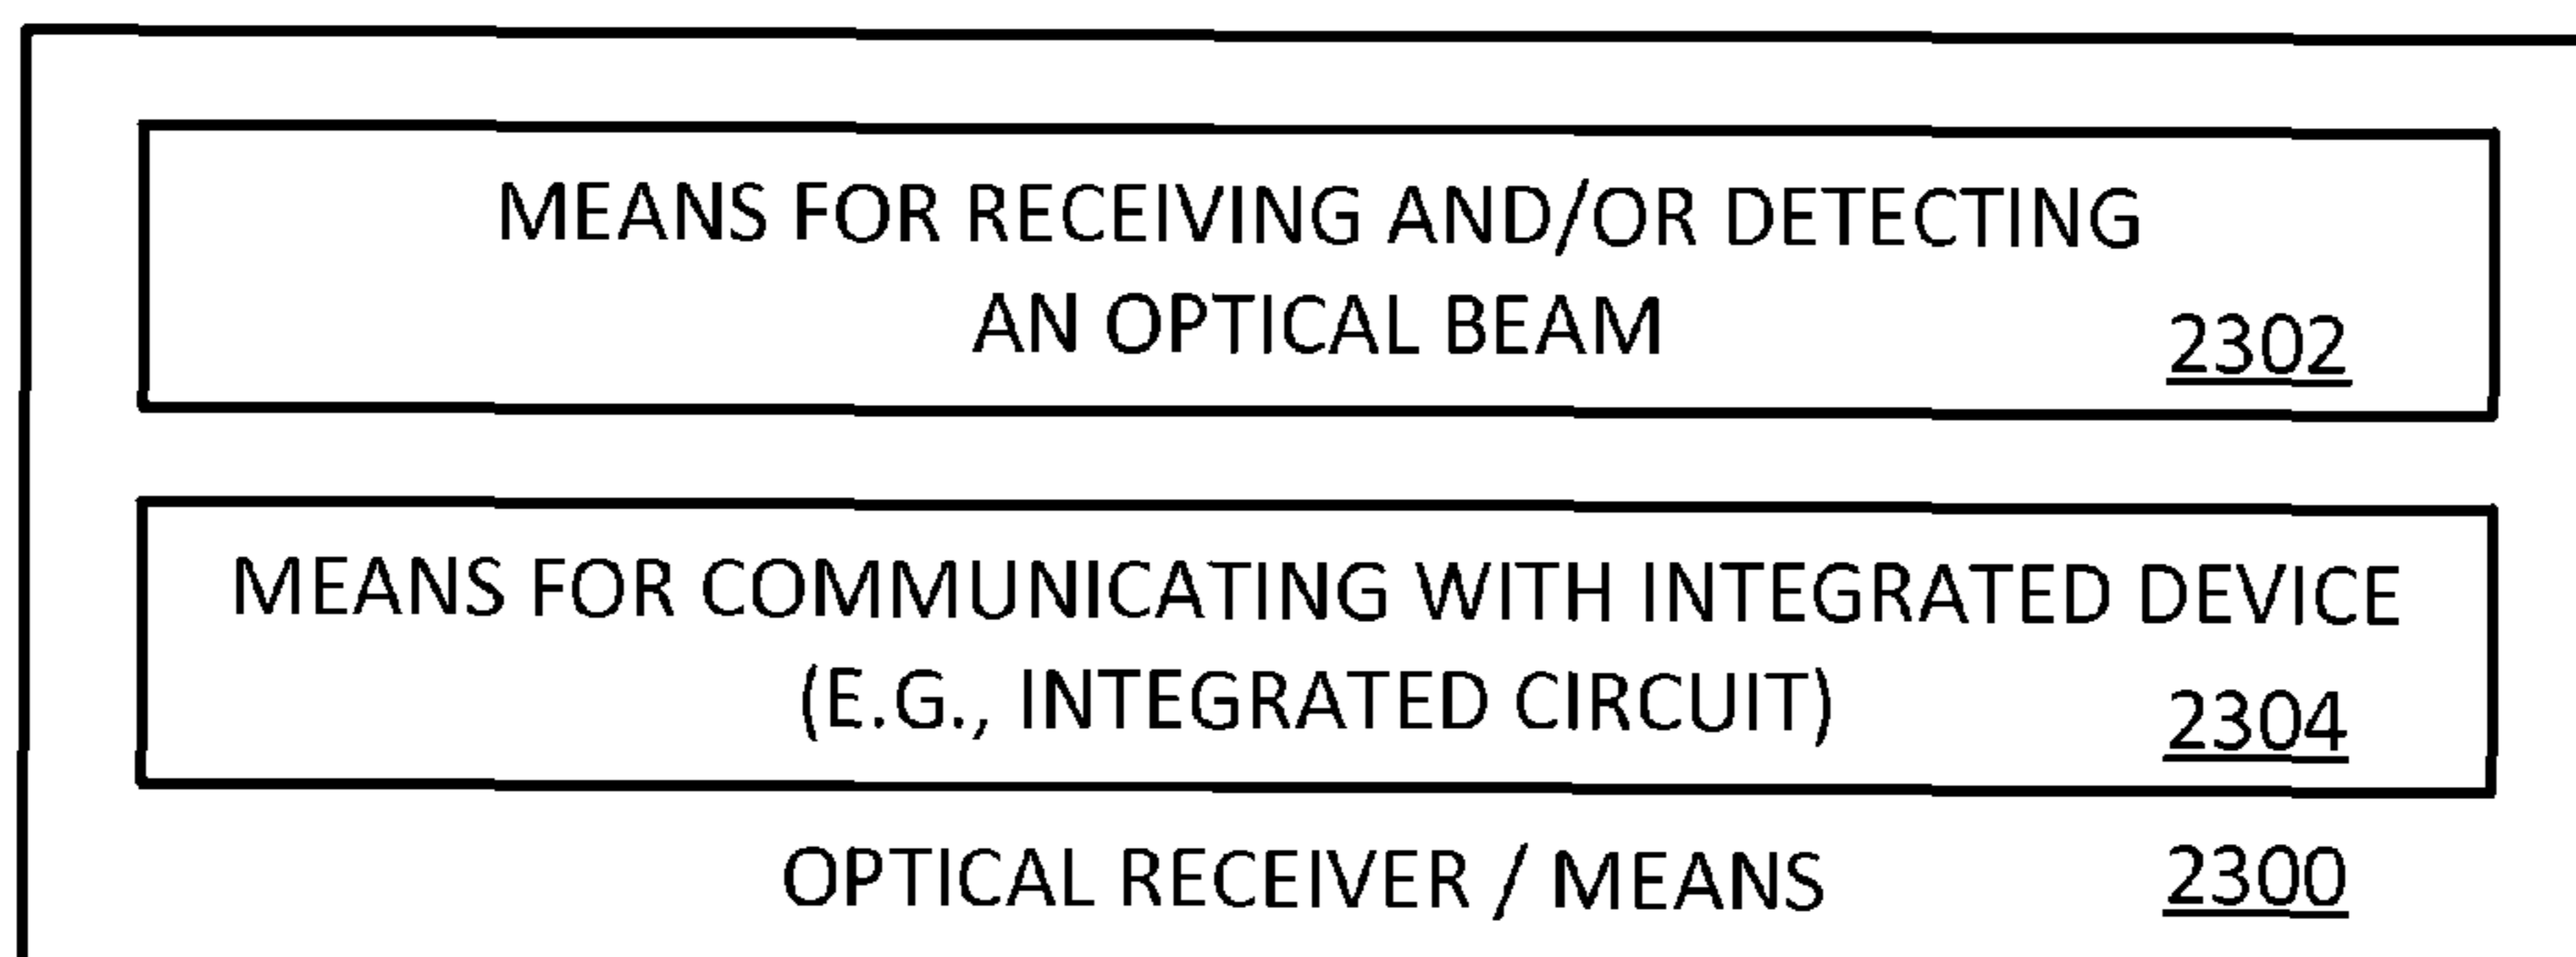 MEANS FOR RECEIVING AND/OR DETECTING
AN OPTICAL BEAM
2302
MEANS FOR COMMUNICATING WITH INTEGRATED DEVICE
(E.G., INTEGRATED CIRCUIT)
2304
OPTICAL RECEIVER / MEANS
2300